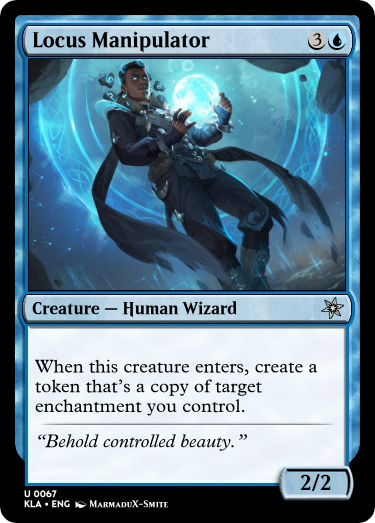 Locus Manipulator 3
Creature — Human Wizard
When this creature enters, create a
token that's a copy of target
enchantment you control.
“Behold controlled beauty.”
2/2
U 0067
KLA • ENG MarmaduX-Smite